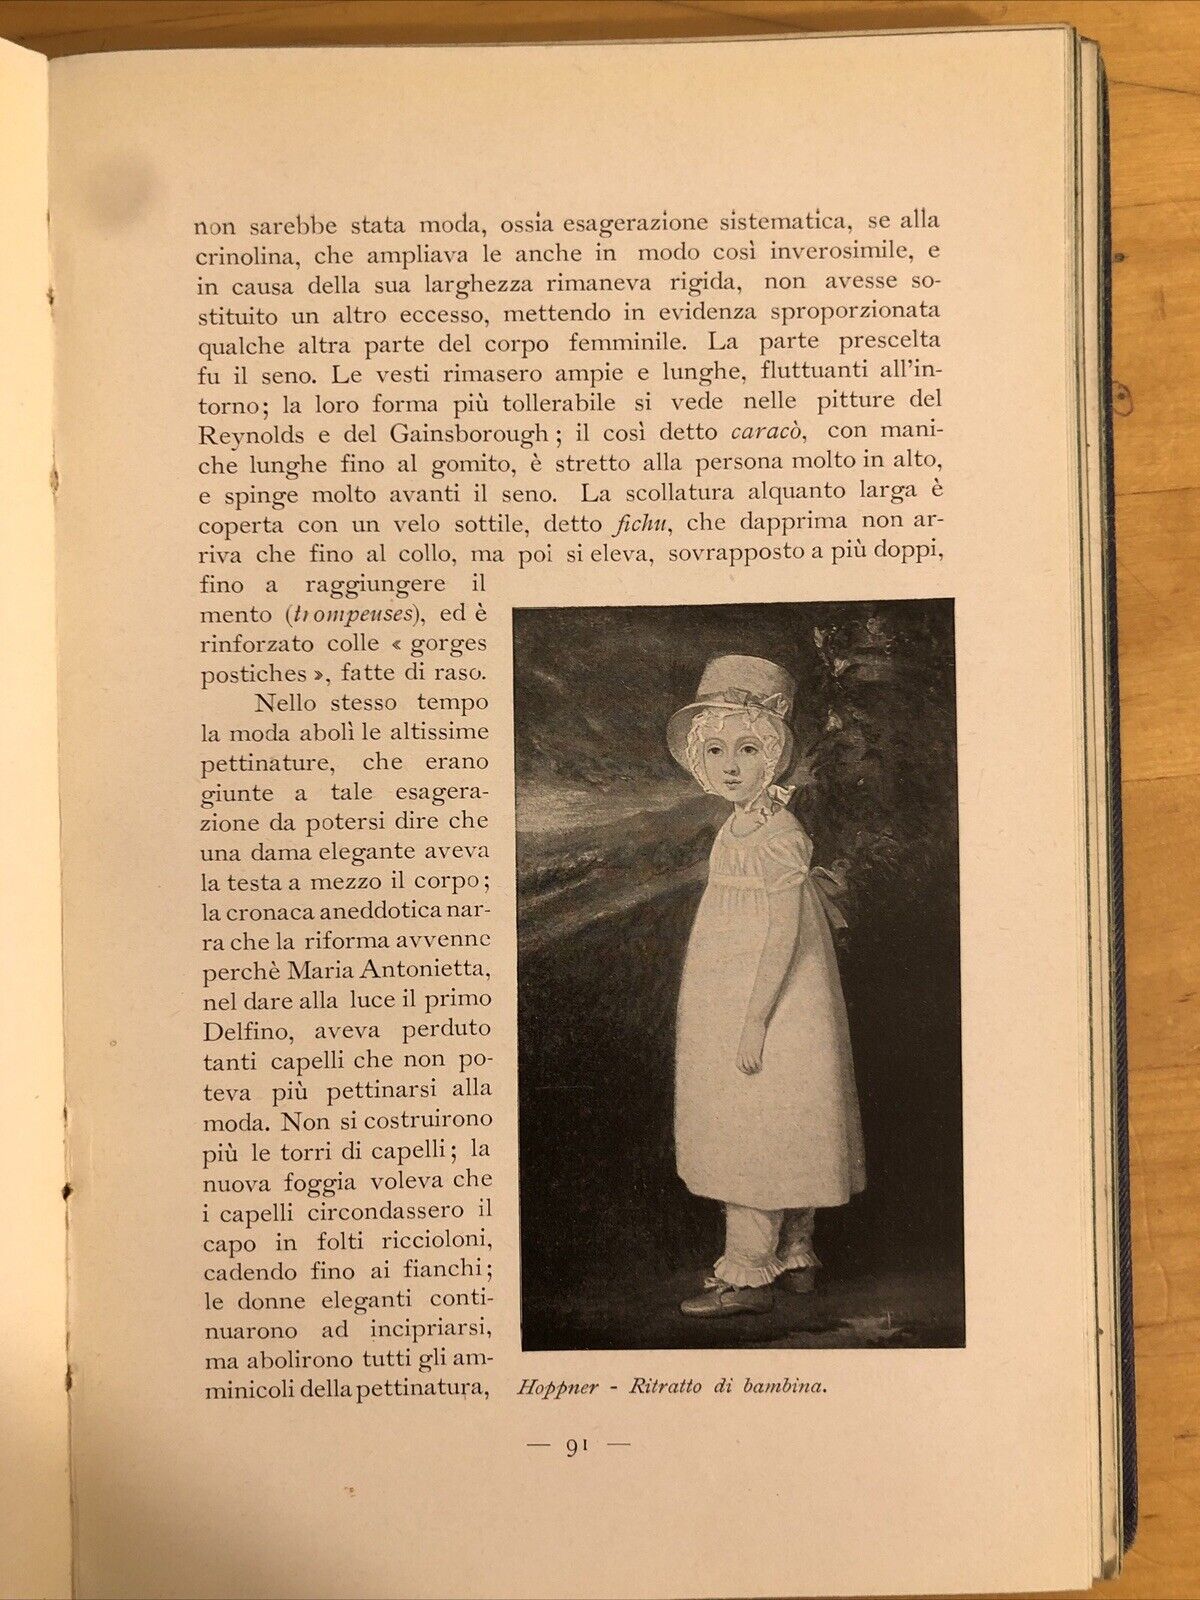 non sarebbe stata moda, ossia esagerazione sistematica, se alla
crinolina, che ampliava le anche in modo così inverosimile, e
in causa della sua larghezza rimaneva rigida, non avesse so-
stituito un altro eccesso, mettendo in evidenza sproporzionata
qualche altra parte del corpo femminile. La parte prescelta
fu il seno. Le vesti rimasero ampie e lunghe, fluttuanti all'in-
torno; la loro forma più tollerabile si vede nelle pitture del
Reynolds e del Gainsborough; il così detto caracò, con mani-
che lunghe fino al gomito, è stretto alla persona molto in alto,
e spinge molto avanti il seno. La scollatura alquanto larga è
coperta con un velo sottile, detto fichu, che dapprima non ar-
riva che fino al collo, ma poi si eleva, sovrapposto a più doppi,
fino a raggiungere il
mento (trompeuses), ed è
rinforzato colle « gorges
postiches », fatte di raso.
Nello stesso tempo
la moda abolì le altissime
pettinature, che erano
giunte a tale esagera-
zione da potersi dire che
una dama elegante aveva
la testa a mezzo il corpo;
la cronaca aneddotica nar-
ra che la riforma avvenne
perchè Maria Antonietta,
nel dare alla luce il primo
Delfino, aveva perduto
tanti capelli che non po-
teva più pettinarsi alla
moda. Non si costruirono
più le torri di capelli; la
nuova foggia voleva che
i capelli circondassero il
capo in folti riccioloni,
cadendo fino ai fianchi;
le donne eleganti conti-
nuarono ad incipriarsi,
ma abolirono tutti gli am-
minicoli della pettinatura,
Hoppner - Ritratto di bambina.
— 91 —